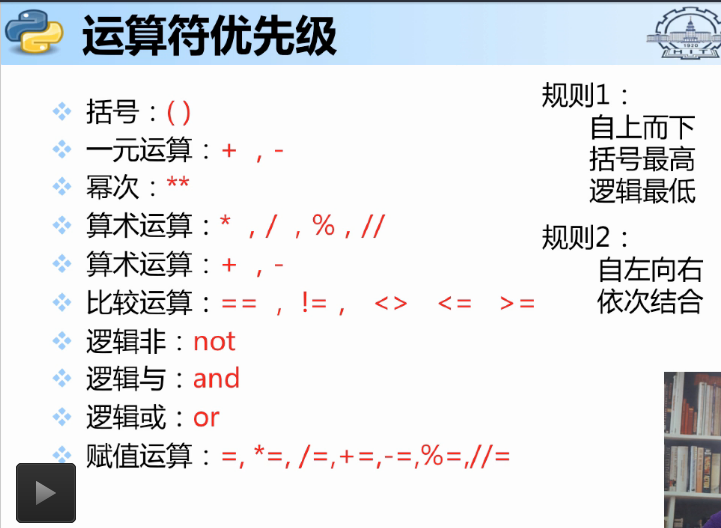 运算符优先级
括号：( )
一元运算：+ , -
幂次：**
算术运算：* , / , % , //
算术运算：+ , -
比较运算：== , != , <> <= >=
逻辑非：not
逻辑与：and
逻辑或：or
赋值运算：=, *=, /=,+=,-=,%=,//=
规则1：
自上而下
括号最高
逻辑最低
规则2：
自左向右
依次结合
1920
HIT